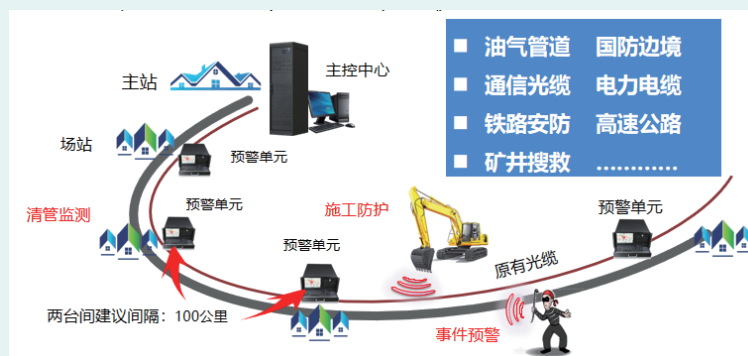 主站
主控中心
油气管道 国防边境
通信光缆 电力电缆
铁路安防 高速公路
矿井搜救 …………
场站
预警单元
清管监测
预警单元
施工防护
预警单元
预警单元
原有光缆
两台间建议间隔：100公里
事件预警